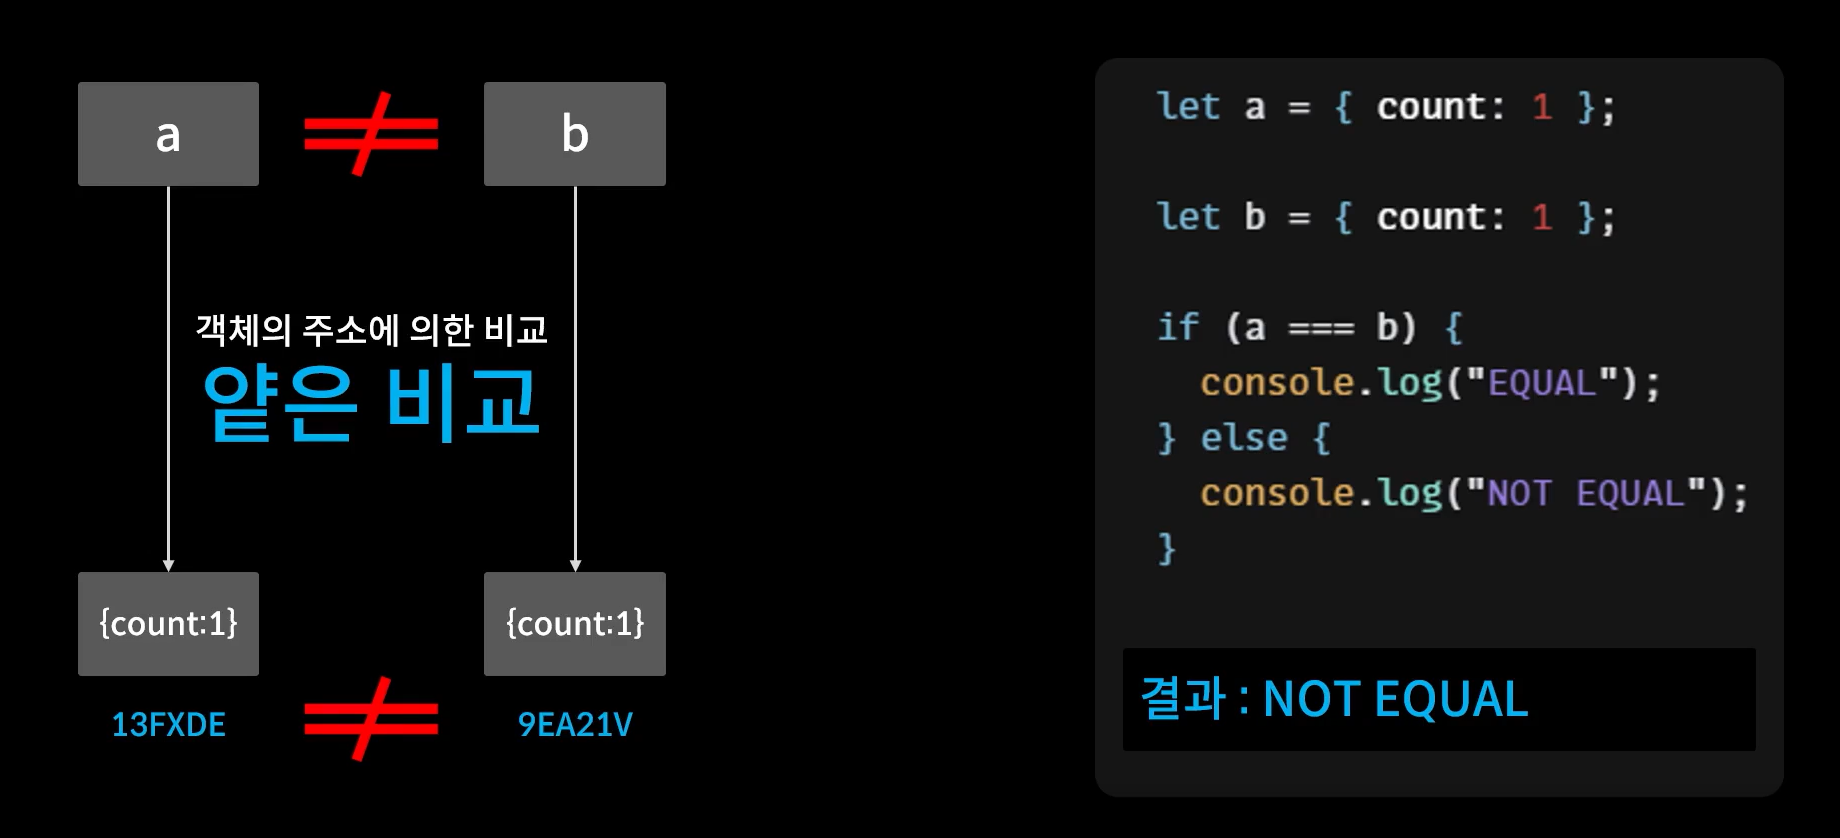 a
b
객체의 주소에 의한 비교
얕은 비교
{count:1}
{count:1}
13FXDE
9EA21V
let a = { count: 1 };
let b = { count: 1 };
if (a === b) {
  console.log("EQUAL");
} else {
  console.log("NOT EQUAL");
}
결과 : NOT EQUAL